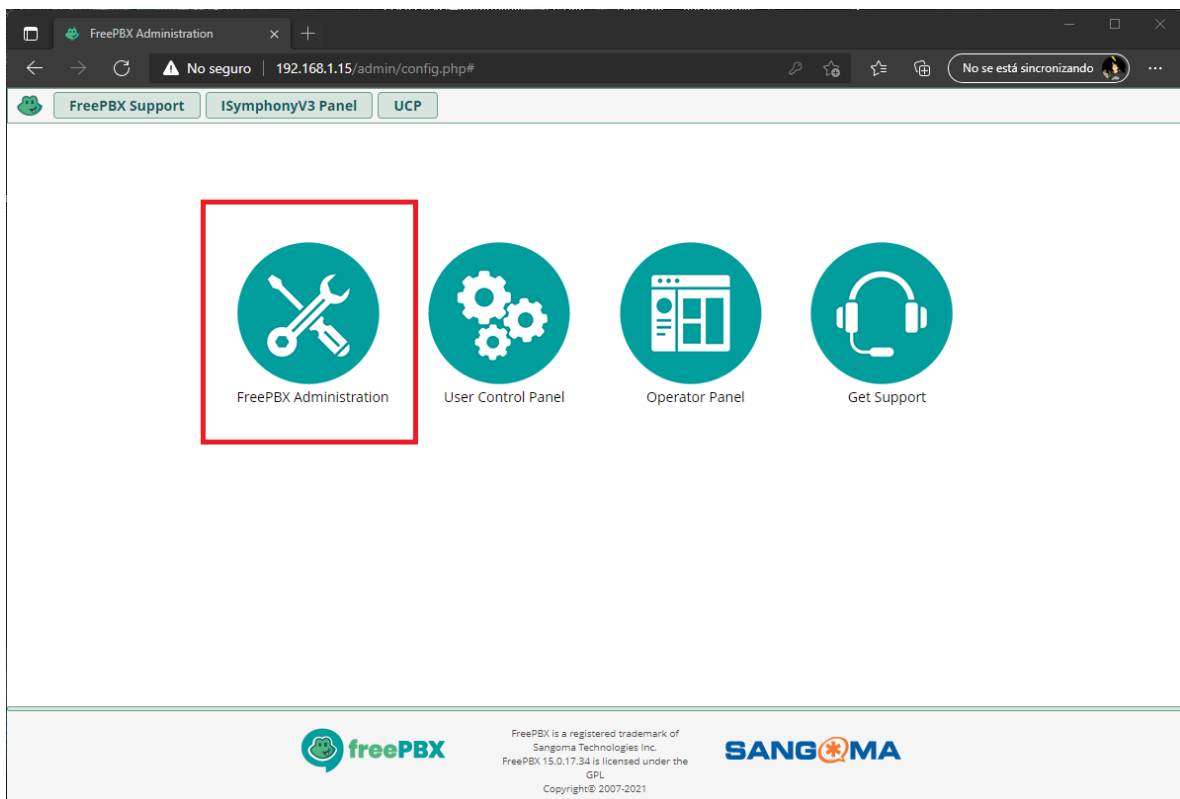 FreePBX Administration
No seguro | 192.168.1.15/admin/config.php#
No se está sincronizando
FreePBX Support
ISymphonyV3 Panel
UCP
FreePBX Administration
User Control Panel
Operator Panel
Get Support
freePBX
FreePBX is a registered trademark of
Sangoma Technologies Inc.
FreePBX 15.0.17.34 is licensed under the
GPL
Copyright© 2007-2021
SANGOMA